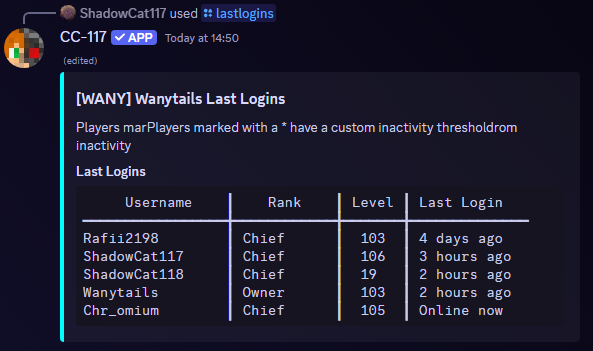 ShadowCat117 used lastlogins
CC-117 ✓ APP Today at 14:50
(edited)
[WANY] Wanytails Last Logins
Players marPlayers marked with a * have a custom inactivity thresholdrom
inactivity
Last Logins
Username | Rank | Level | Last Login
Rafii2198 | Chief | 103 | 4 days ago
ShadowCat117 | Chief | 106 | 3 hours ago
ShadowCat118 | Chief | 19 | 2 hours ago
Wanytails | Owner | 103 | 2 hours ago
Chr_omium | Chief | 105 | Online now